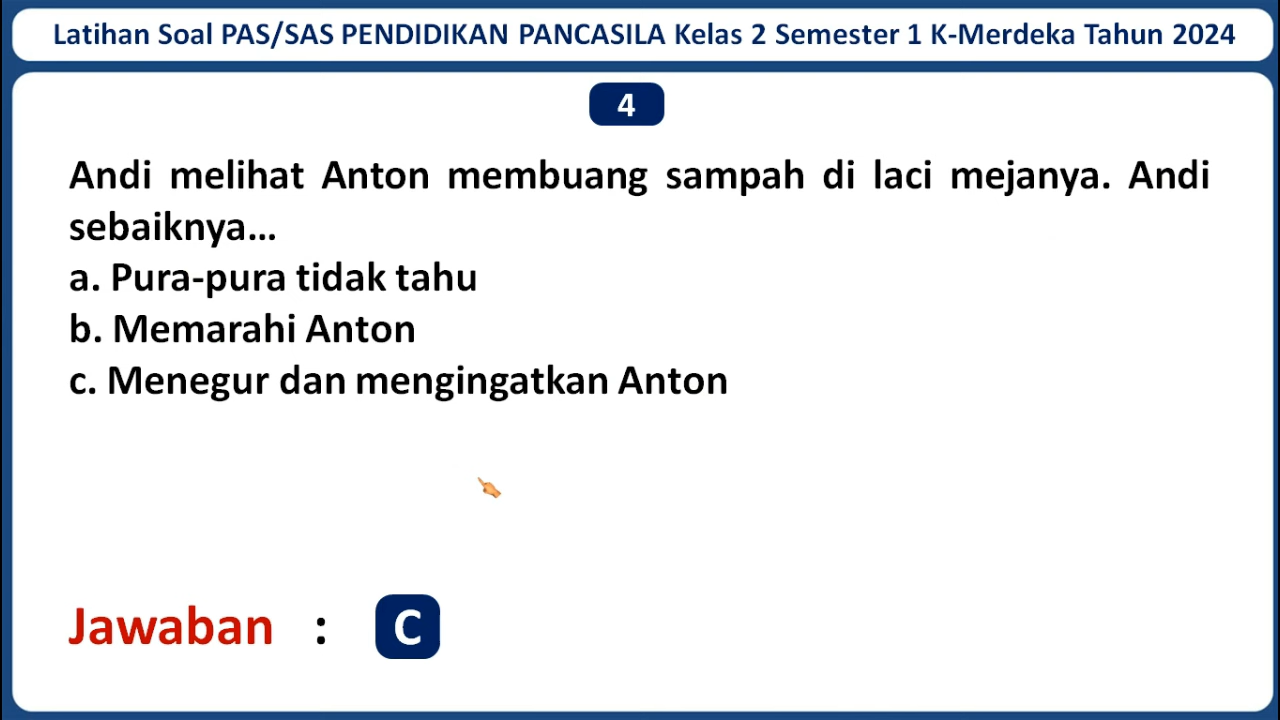 Latihan Soal PAS/SAS PENDIDIKAN PANCASILA Kelas 2 Semester 1 K-Merdeka Tahun 2024
4
Andi melihat Anton membuang sampah di laci mejanya. Andi
sebaiknya...
a. Pura-pura tidak tahu
b. Memarahi Anton
c. Menegur dan mengingatkan Anton
Jawaban : C